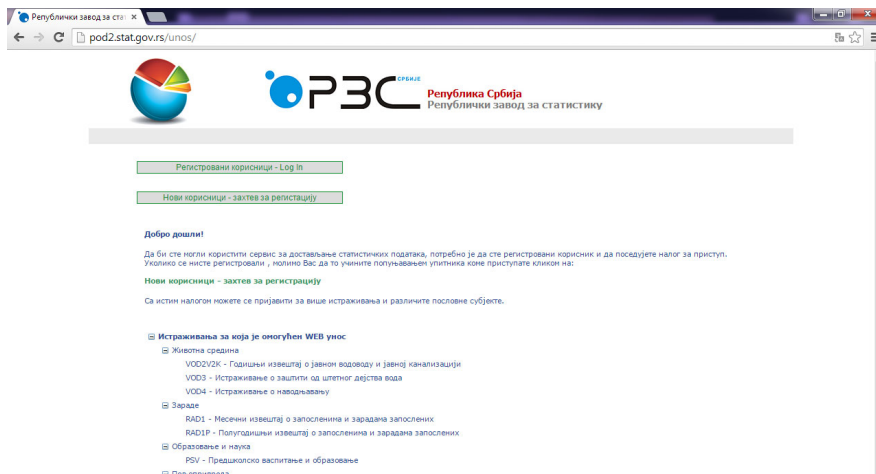 Републички завод за ста
pod2.stat.gov.rs/unos/
РЗС
СРБИЈЕ
Република Србија
Републички завод за статистику
Регистровани корисници - Log In
Нови корисници - захтев за регистацију
Добро дошли!
Да би сте могли користити сервис за достављање статистичких података, потребно је да сте регистровани корисник и да поседујете налог за приступ.
Уколико се нисте регистровали , молимо Вас да то учините попуњавањем упитника коме приступате кликом на:
Нови корисници - захтев за регистрацију
Са истим налогом можете се пријавити за више истраживања и различите пословне субјекте.
Истраживања за која је омогућен WEB унос
Животна средина
VOD2V2K - Годишњи извештај о јавном водоводу и јавној канализацији
VOD3 - Истраживање о заштити од штетног дејства вода
VOD4 - Истраживање о наводњавању
Зараде
RAD1 - Месечни извештај о запосленима и зарадама запослених
RAD1P - Полугодишњи извештај о запосленима и зарадама запослених
Образовање и наука
PSV - Предшколско васпитање и образовање